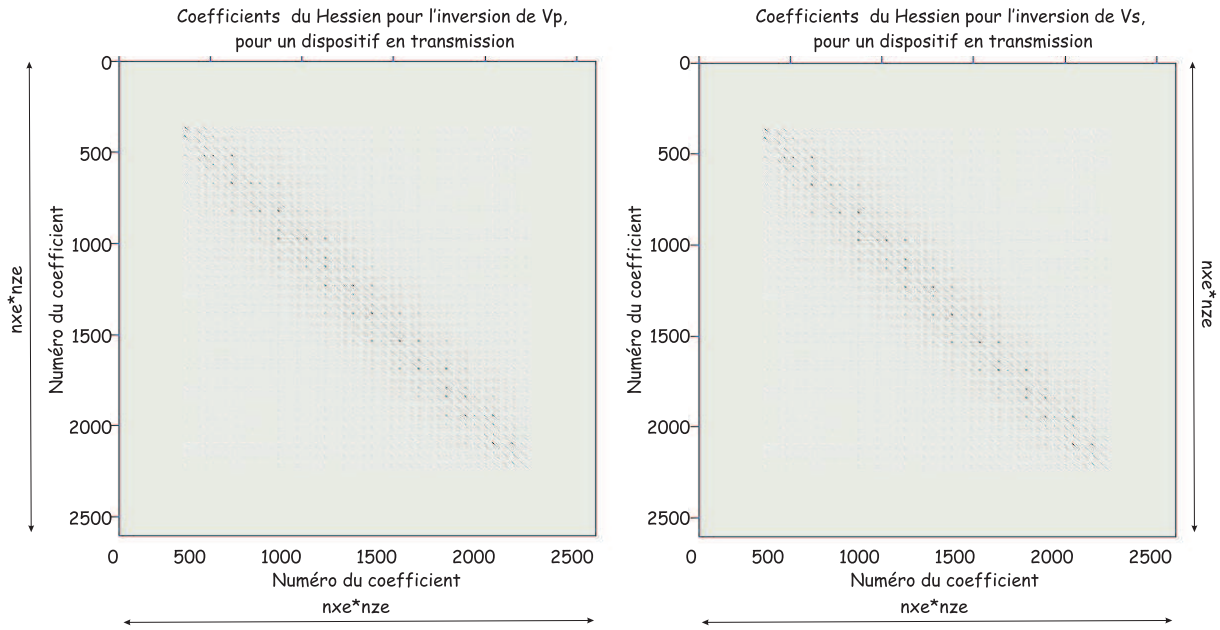 Coefficients du Hessien pour l'inversion de Vp,
pour un dispositif en transmission
0
500
1000
1500
2000
2500
Numéro du coefficient
nxe*nze
0 500 1000 1500 2000 2500
Numéro du coefficient
nxe*nze
Coefficients du Hessien pour l'inversion de Vs,
pour un dispositif en transmission
0
500
1000
1500
2000
2500
Numéro du coefficient
nxe*nze
0 500 1000 1500 2000 2500
Numéro du coefficient
nxe*nze